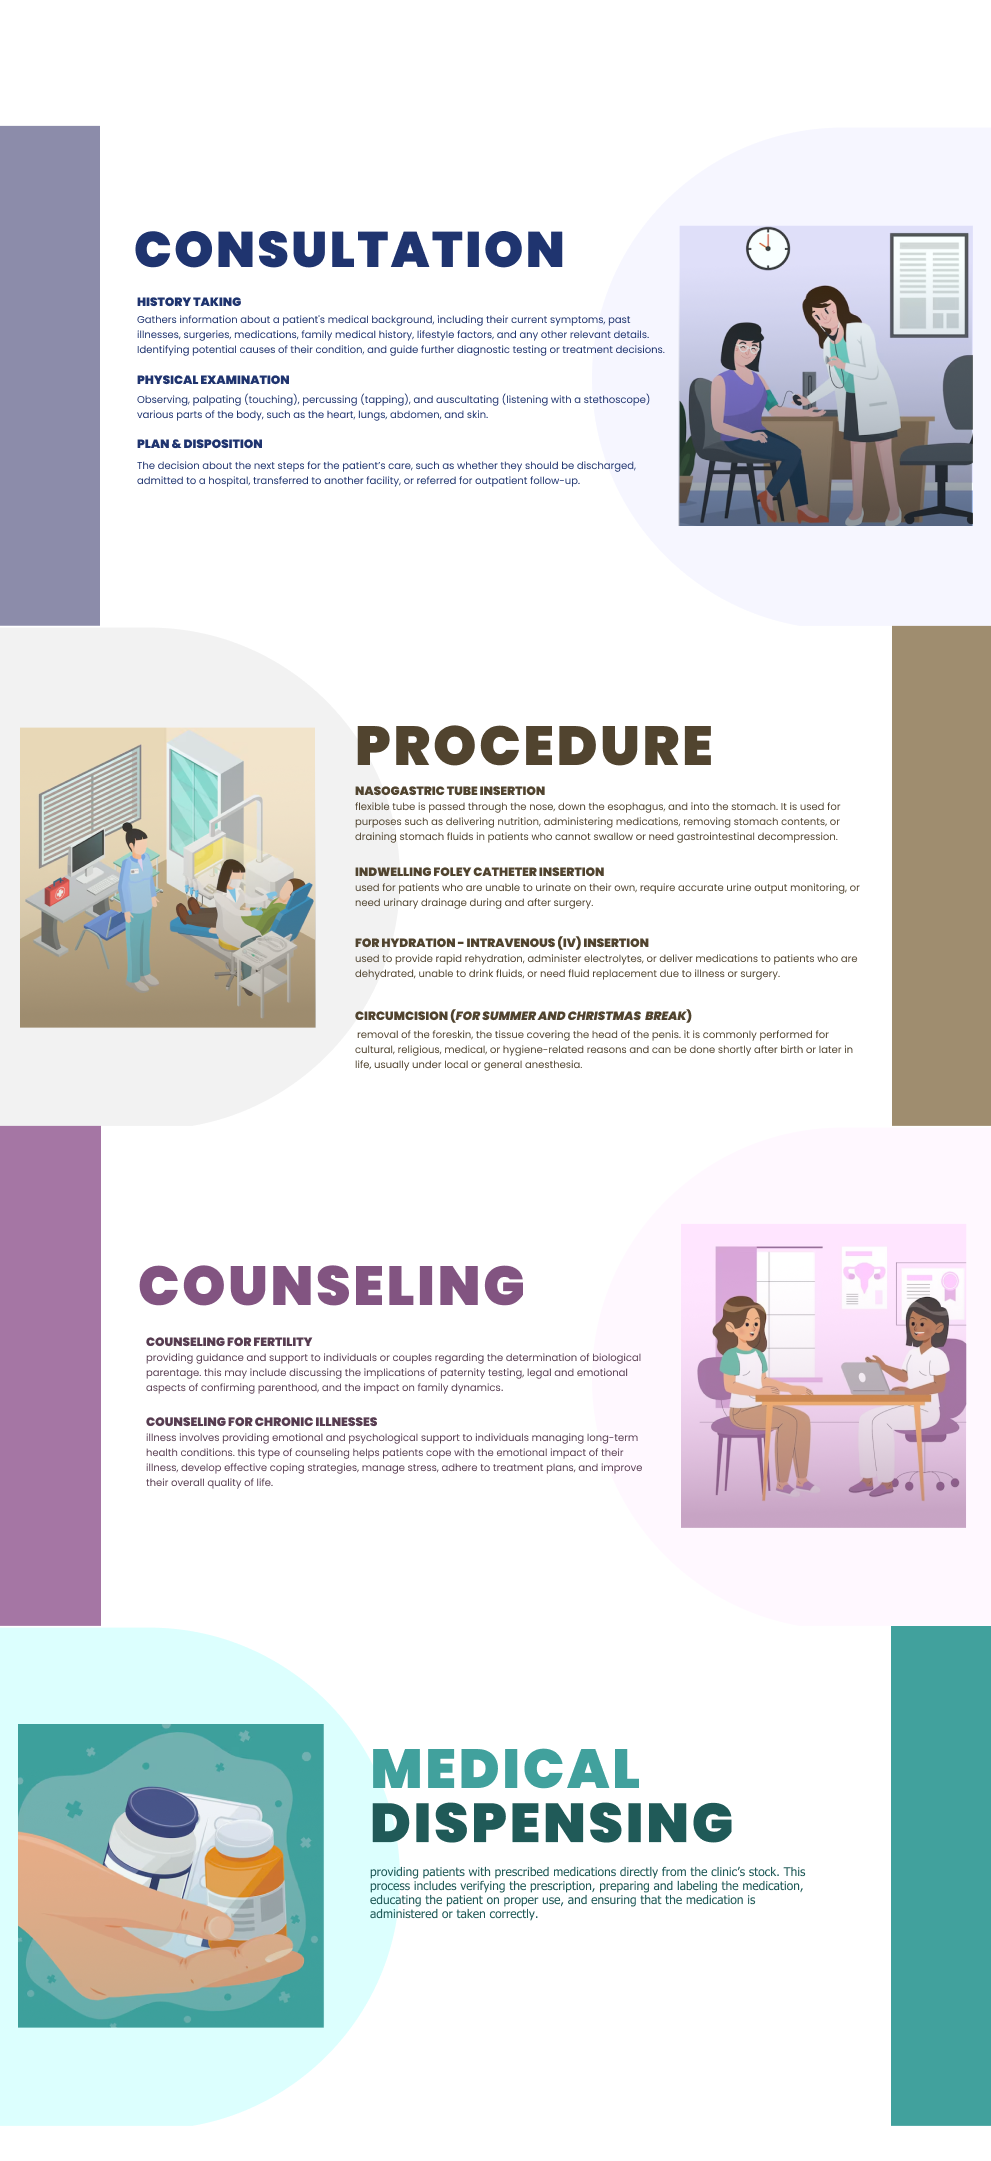 CONSULTATION
HISTORY TAKING
Gathers information about a patient's medical background, including their current symptoms, past
illnesses, surgeries, medications, family medical history, lifestyle factors, and any other relevant details.
Identifying potential causes of their condition, and guide further diagnostic testing or treatment decisions.
PHYSICAL EXAMINATION
Observing, palpating (touching), percussing (tapping), and auscultating (listening with a stethoscope)
various parts of the body, such as the heart, lungs, abdomen, and skin.
PLAN & DISPOSITION
The decision about the next steps for the patient's care, such as whether they should be discharged,
admitted to a hospital, transferred to another facility, or referred for outpatient follow-up.
PROCEDURE
NASOGASTRIC TUBE INSERTION
flexible tube is passed through the nose, down the esophagus, and into the stomach. It is used for
purposes such as delivering nutrition, administering medications, removing stomach contents, or
draining stomach fluids in patients who cannot swallow or need gastrointestinal decompression.
INDWELLING FOLEY CATHETER INSERTION
used for patients who are unable to urinate on their own, require accurate urine output monitoring, or
need urinary drainage during and after surgery.
FOR HYDRATION - INTRAVENOUS (IV) INSERTION
used to provide rapid rehydration, administer electrolytes, or deliver medications to patients who are
dehydrated, unable to drink fluids, or need fluid replacement due to illness or surgery.
CIRCUMCISION (FOR SUMMER AND CHRISTMAS BREAK)
removal of the foreskin, the tissue covering the head of the penis. it is commonly performed for
cultural, religious, medical, or hygiene-related reasons and can be done shortly after birth or later in
life, usually under local or general anesthesia.
COUNSELING
COUNSELING FOR FERTILITY
providing guidance and support to individuals or couples regarding the determination of biological
parentage. this may include discussing the implications of paternity testing, legal and emotional
aspects of confirming parenthood, and the impact on family dynamics.
COUNSELING FOR CHRONIC ILLNESSES
illness involves providing emotional and psychological support to individuals managing long-term
health conditions. this type of counseling helps patients cope with the emotional impact of their
illness, develop effective coping strategies, manage stress, adhere to treatment plans, and improve
their overall quality of life.
MEDICAL
DISPENSING
providing patients with prescribed medications directly from the clinic's stock. This
process includes verifying the prescription, preparing and labeling the medication,
educating the patient on proper use, and ensuring that the medication is
administered or taken correctly.